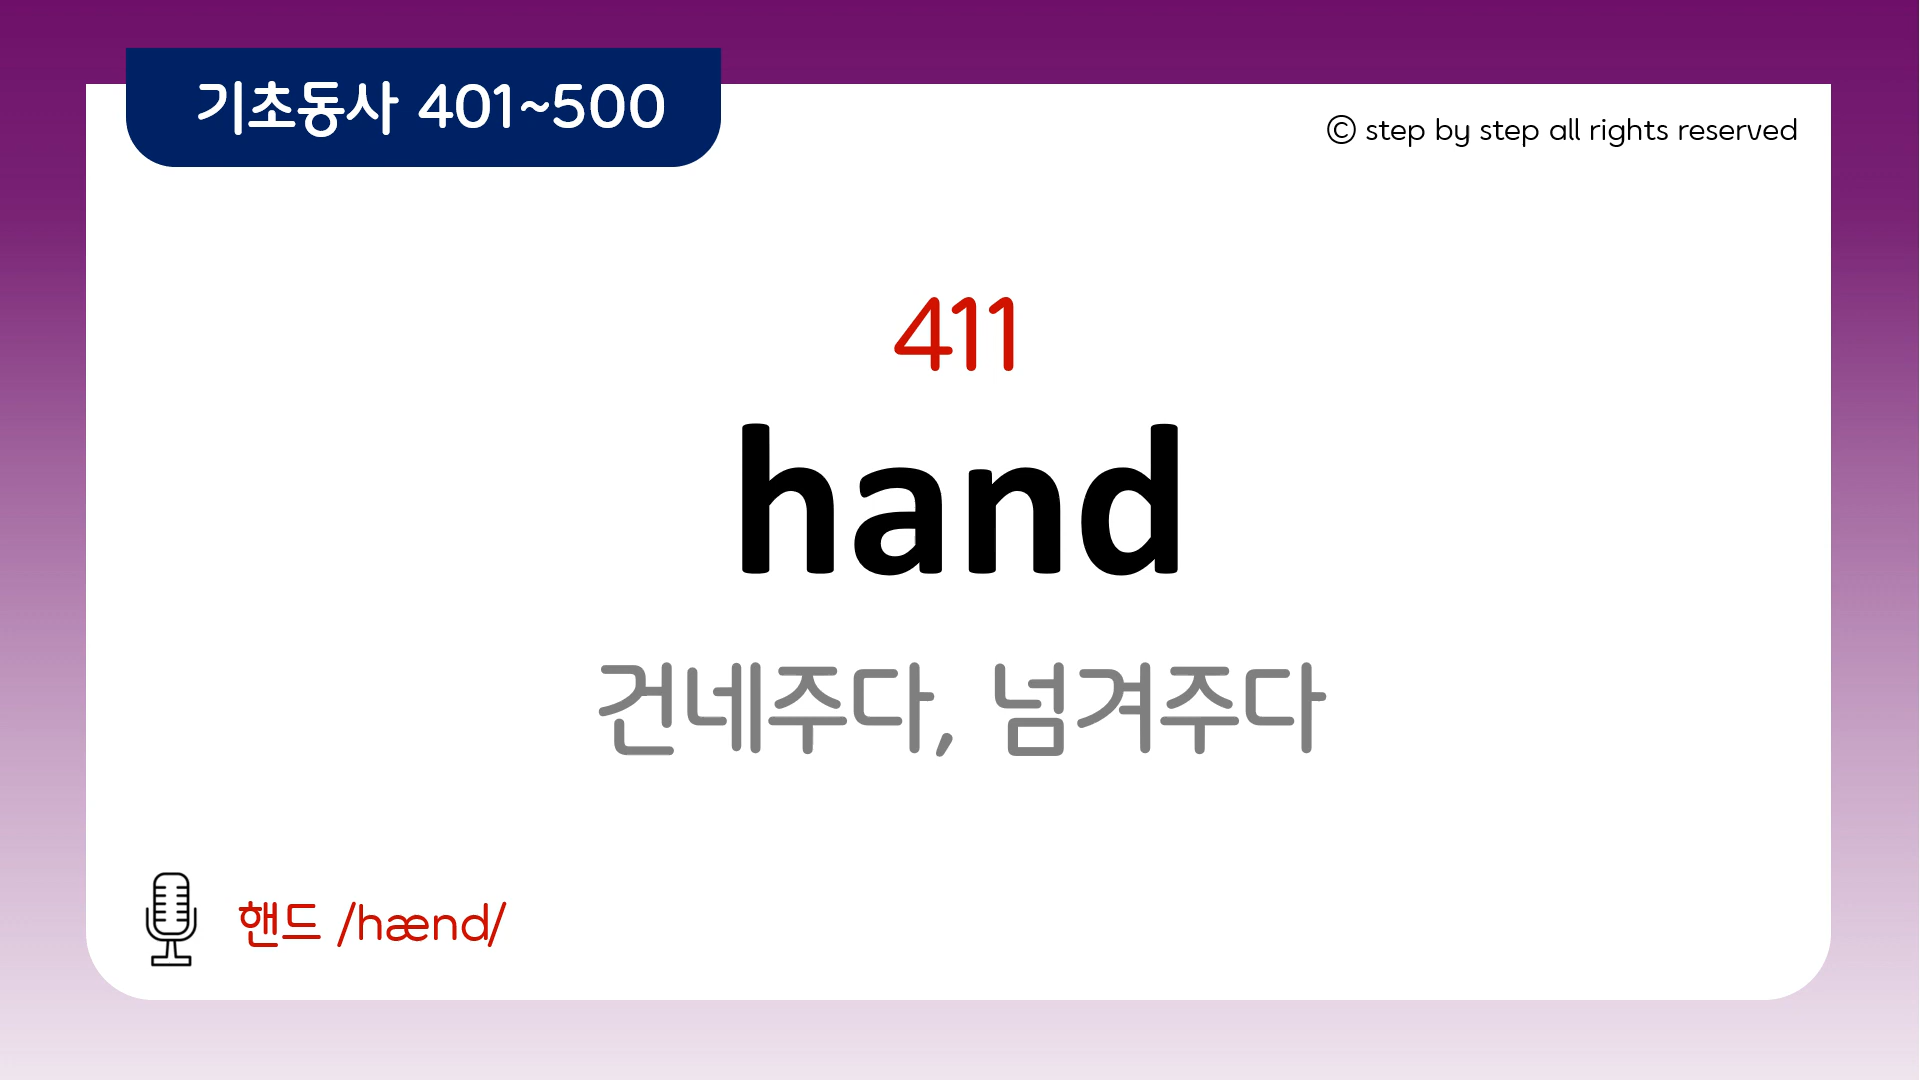 기초동사 401~500
© step by step all rights reserved
411
hand
건네주다, 넘겨주다
핸드 /hænd/